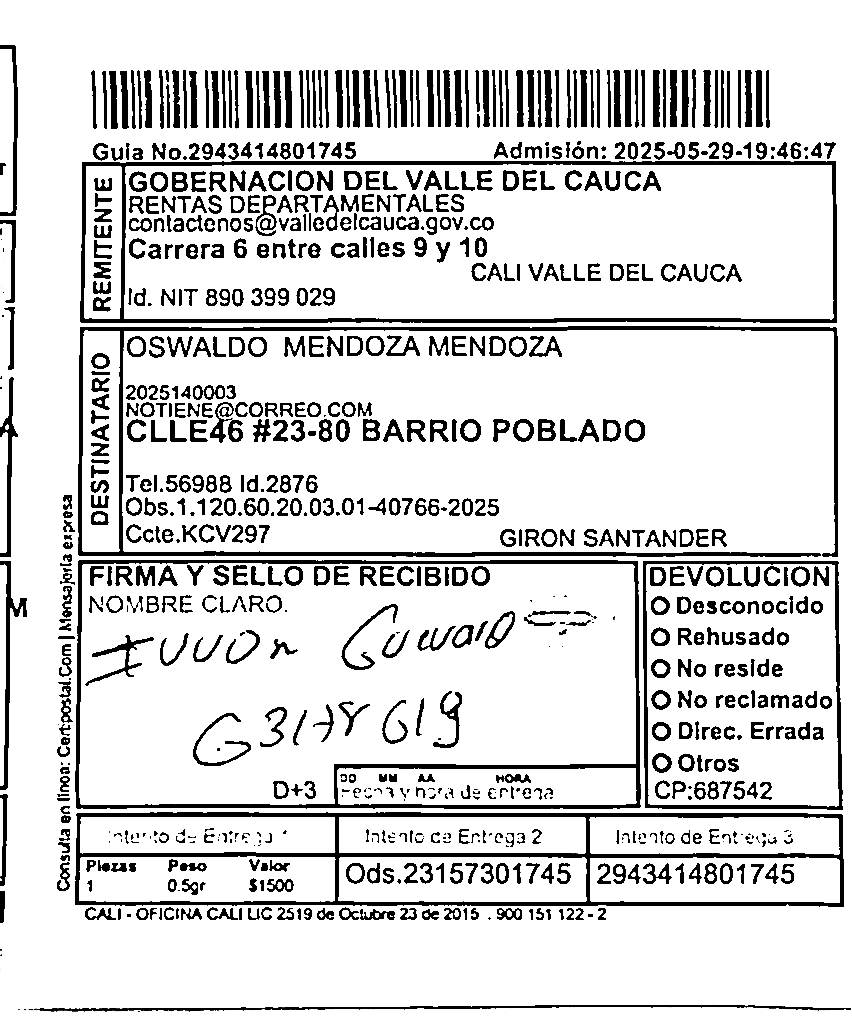 Guia No.2943414801745 Admisión: 2025-05-29-19:46:47
REMITENTE
GOBERNACION DEL VALLE DEL CAUCA
RENTAS DEPARTAMENTALES
contactenos@valledelcauca.gov.co
Carrera 6 entre calles 9 y 10
CALI VALLE DEL CAUCA
Id. NIT 890 399 029
DESTINATARIO
OSWALDO MENDOZA MENDOZA
2025140003
NOTIENE@CORREO.COM
CLLE46 #23-80 BARRIO POBLADO
Tel.56988 Id.2876
Obs.1.120.60.20.03.01-40766-2025
Ccte.KCV297 GIRON SANTANDER
Consulta en linea: Certpostal.Com | Mensajeria expresa
FIRMA Y SELLO DE RECIBIDO
NOMBRE CLARO.
D+3
DD MM AA HORA
Fecha y hora de entrega
DEVOLUCION
Desconocido
Rehusado
No reside
No reclamado
Direc. Errada
Otros
CP:687542
Intento de Entrega 1 Intento de Entrega 2 Intento de Entrega 3
Piezas Peso Valor
1 0.5gr $1500
Ods.23157301745 2943414801745
CALI - OFICINA CALI LIC 2519 de Octubre 23 de 2015 . 900 151 122 - 2